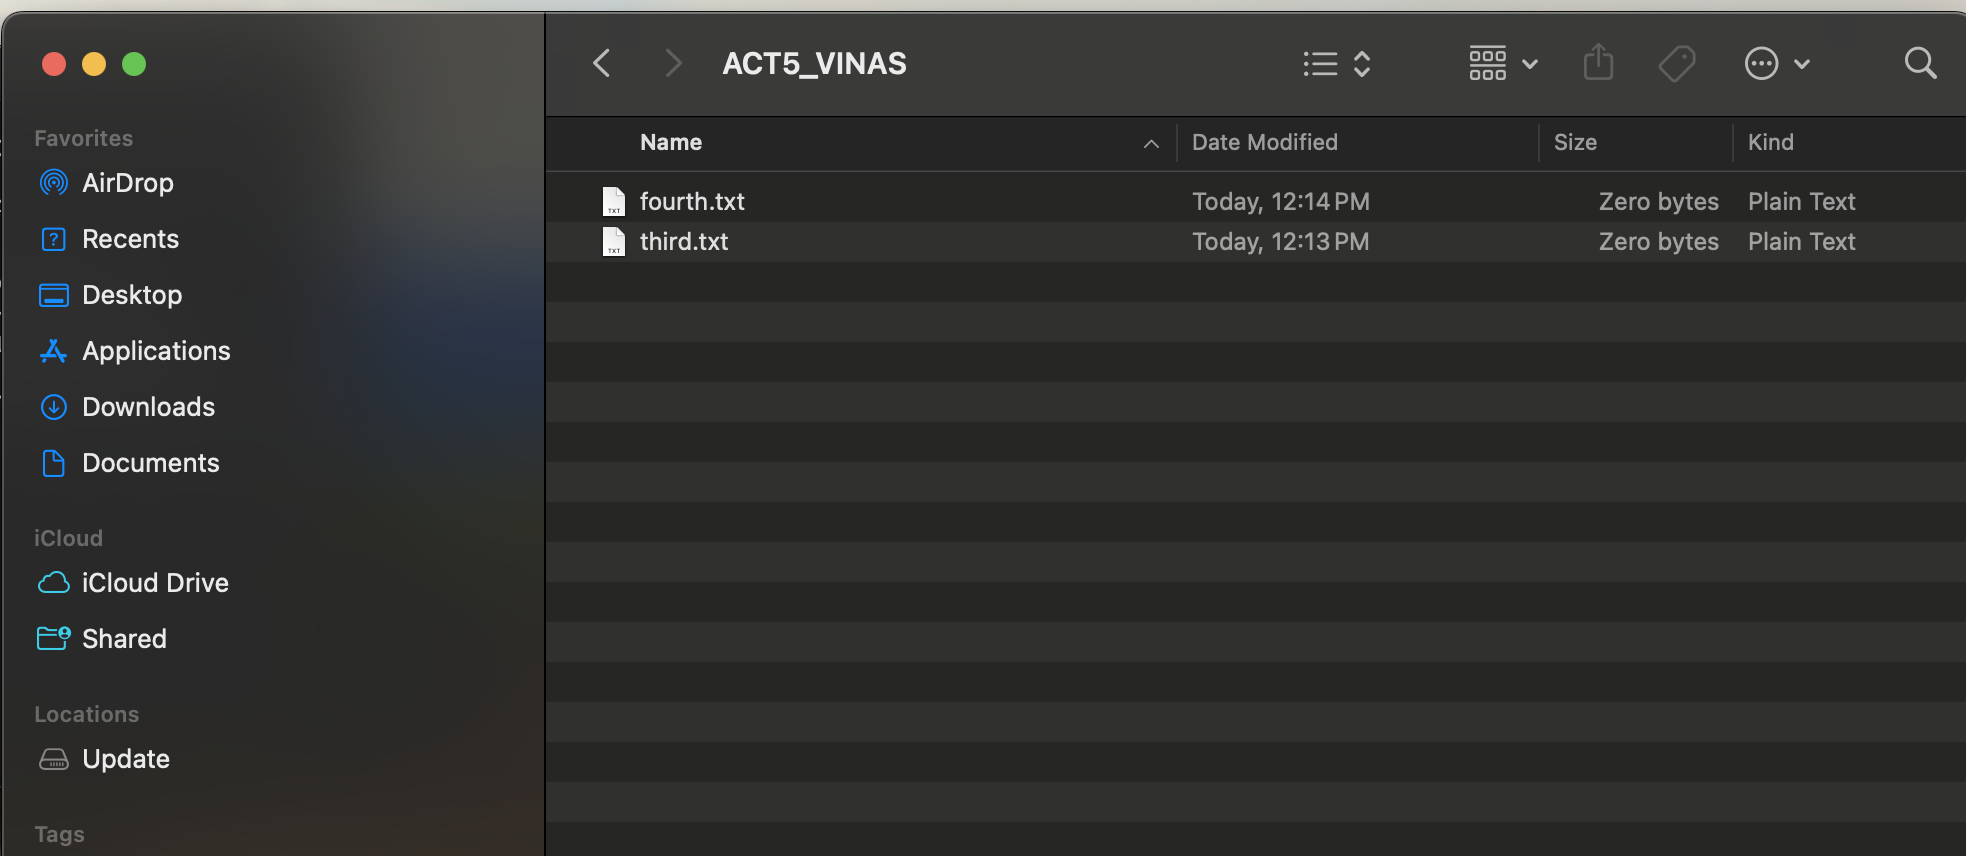 ACT5_VINAS
Favorites
AirDrop
Recents
Desktop
Applications
Downloads
Documents
iCloud
iCloud Drive
Shared
Locations
Update
Tags
Name Date Modified Size Kind
fourth.txt Today, 12:14 PM Zero bytes Plain Text
third.txt Today, 12:13 PM Zero bytes Plain Text